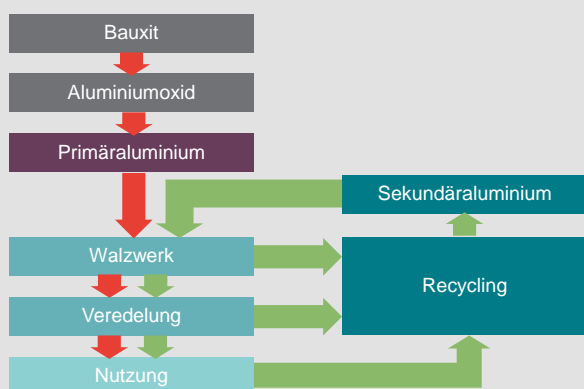 Bauxit
Aluminiumoxid
Primäraluminium
Sekundäraluminium
Walzwerk
Recycling
Veredelung
Nutzung